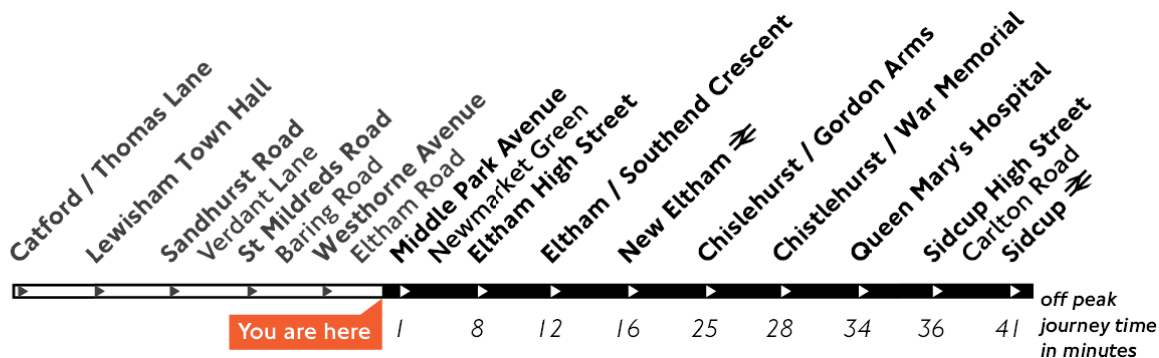 Catford / Thomas Lane
Lewisham Town Hall
Sandhurst Road
Verdant Lane
St Mildreds Road
Baring Road
Westhorne Avenue
Eltham Road
Middle Park Avenue
Newmarket Green
Eltham High Street
Eltham / Southend Crescent
New Eltham
Chislehurst / Gordon Arms
Chistlehurst / War Memorial
Queen Mary's Hospital
Sidcup High Street
Carlton Road
Sidcup
You are here
1 8 12 16 25 28 34 36 41
off peak
journey time
in minutes